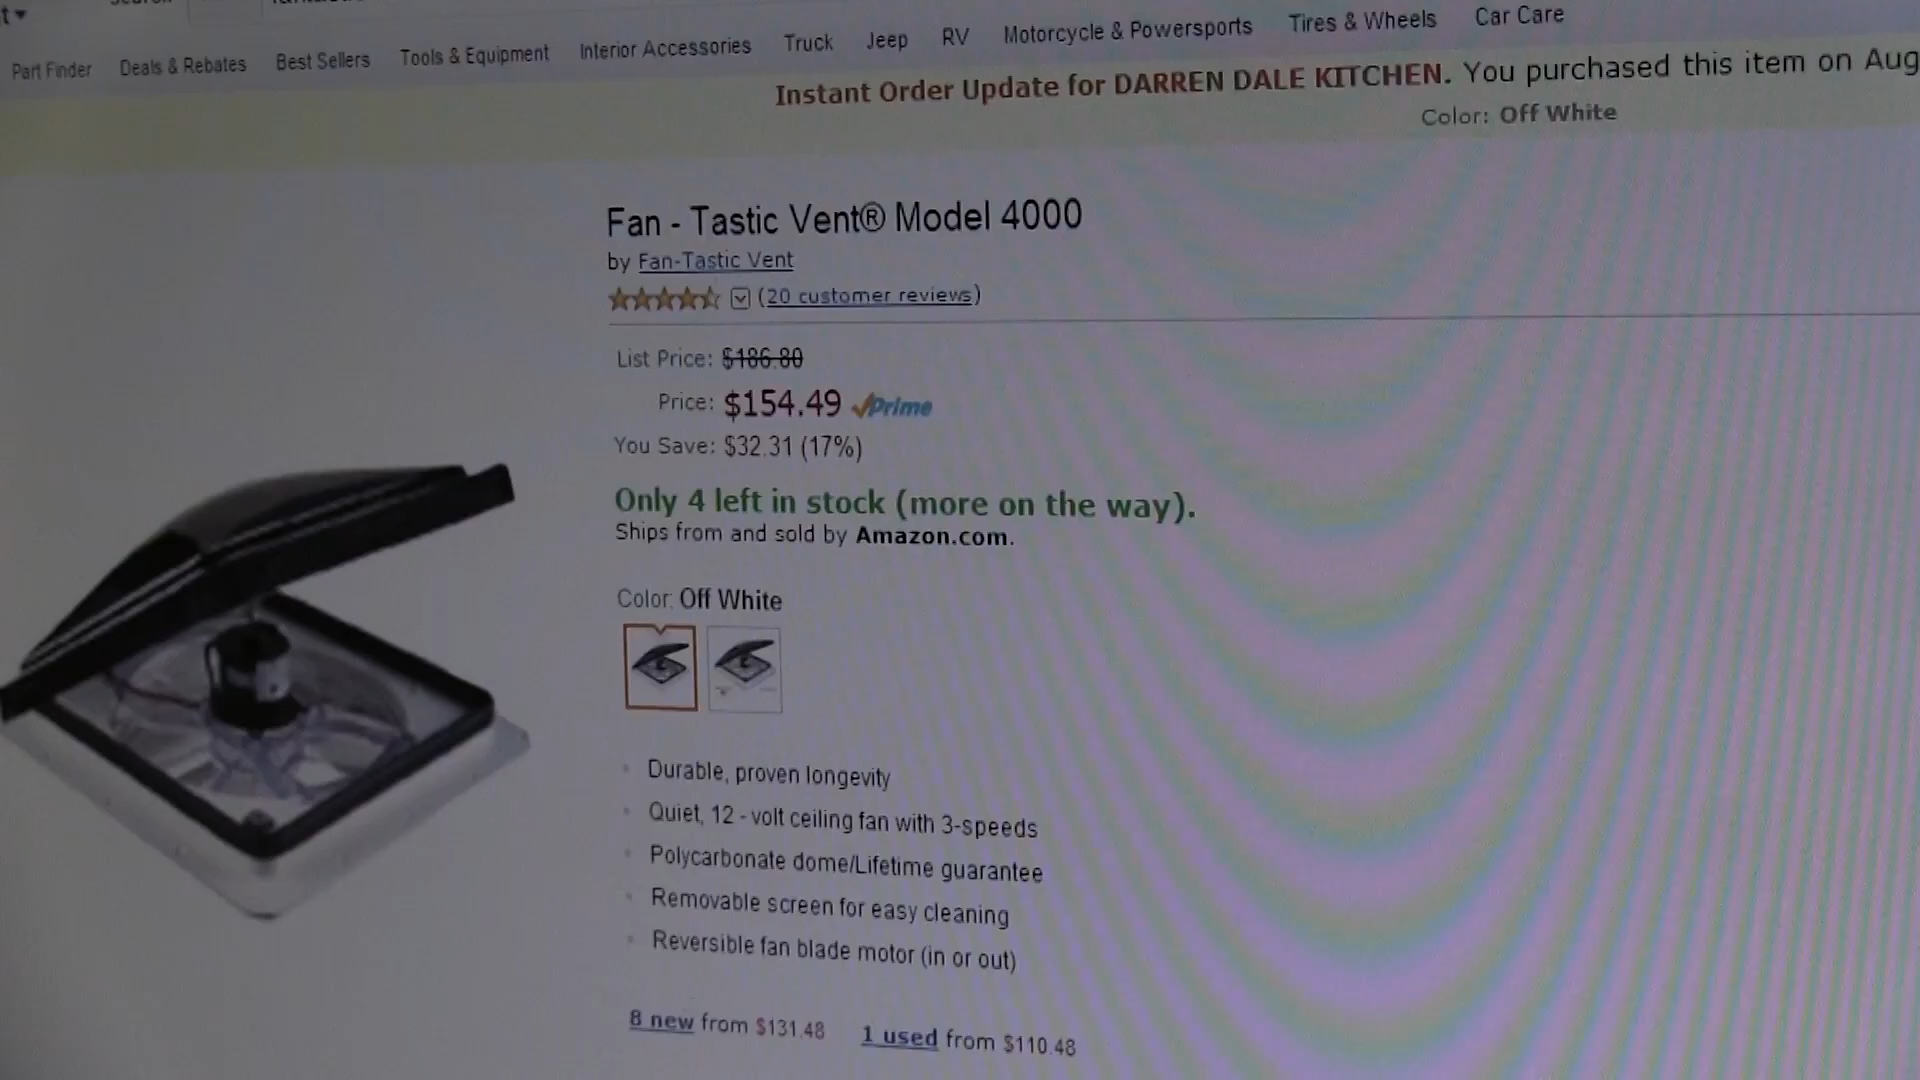 Part Finder Deals & Rebates Best Sellers Tools & Equipment Interior Accessories Truck Jeep RV Motorcycle & Powersports Tires & Wheels Car Care
Instant Order Update for DARREN DALE KITCHEN. You purchased this item on Aug
Color: Off White
Fan - Tastic Vent® Model 4000
by Fan-Tastic Vent
(20 customer reviews)
List Price: $186.80
Price: $154.49 Prime
You Save: $32.31 (17%)
Only 4 left in stock (more on the way).
Ships from and sold by Amazon.com.
Color: Off White
Durable, proven longevity
Quiet, 12 - volt ceiling fan with 3-speeds
Polycarbonate dome/Lifetime guarantee
Removable screen for easy cleaning
Reversible fan blade motor (in or out)
8 new from $131.48 1 used from $110.48